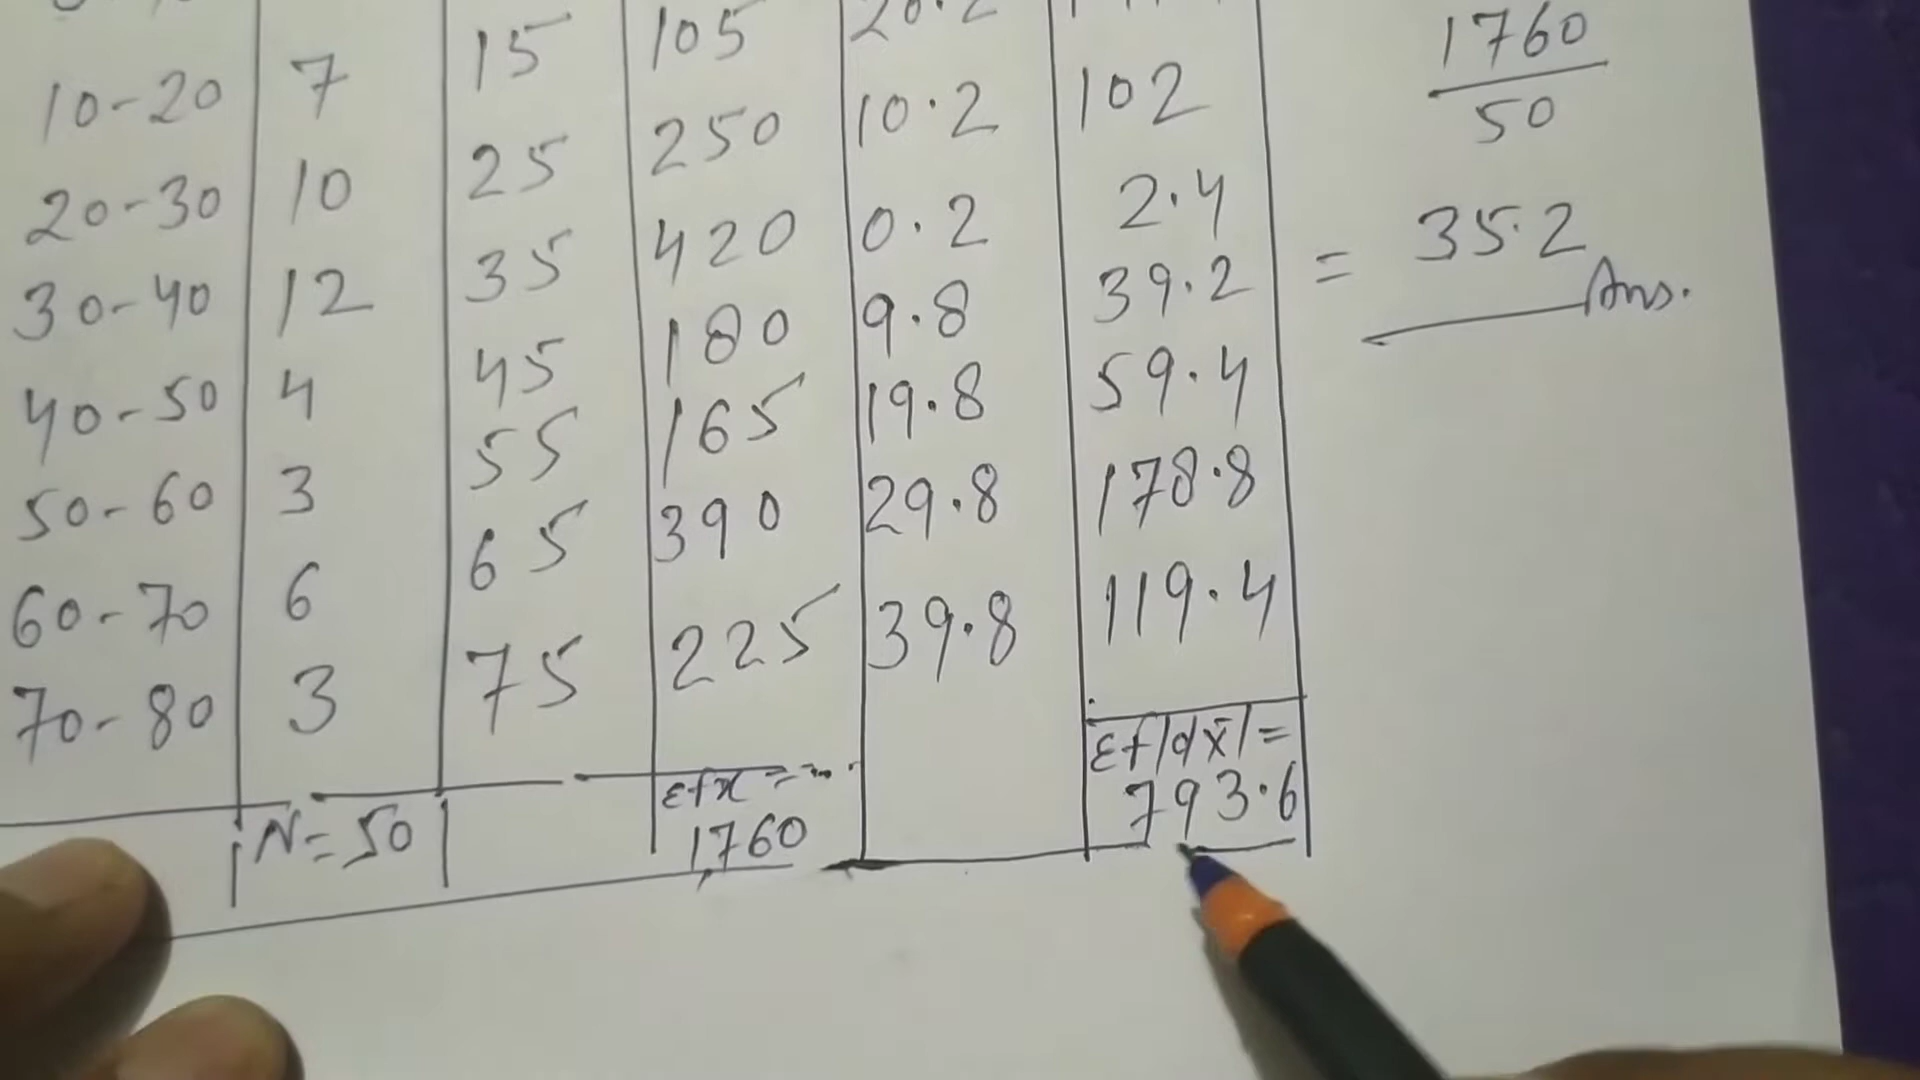 15 105 20.2
10-20 7 25 250 10.2 102
20-30 10 35 420 0.2 2.4
30-40 12 45 180 9.8 39.2
40-50 4 55 165 19.8 59.4
50-60 3 65 390 29.8 178.8
60-70 6 75 225 39.8 119.4
70-80 3
N=50
Σfx =
1760
Σf|dx̄|=
793.6
1760
50
= 35.2 Ans.